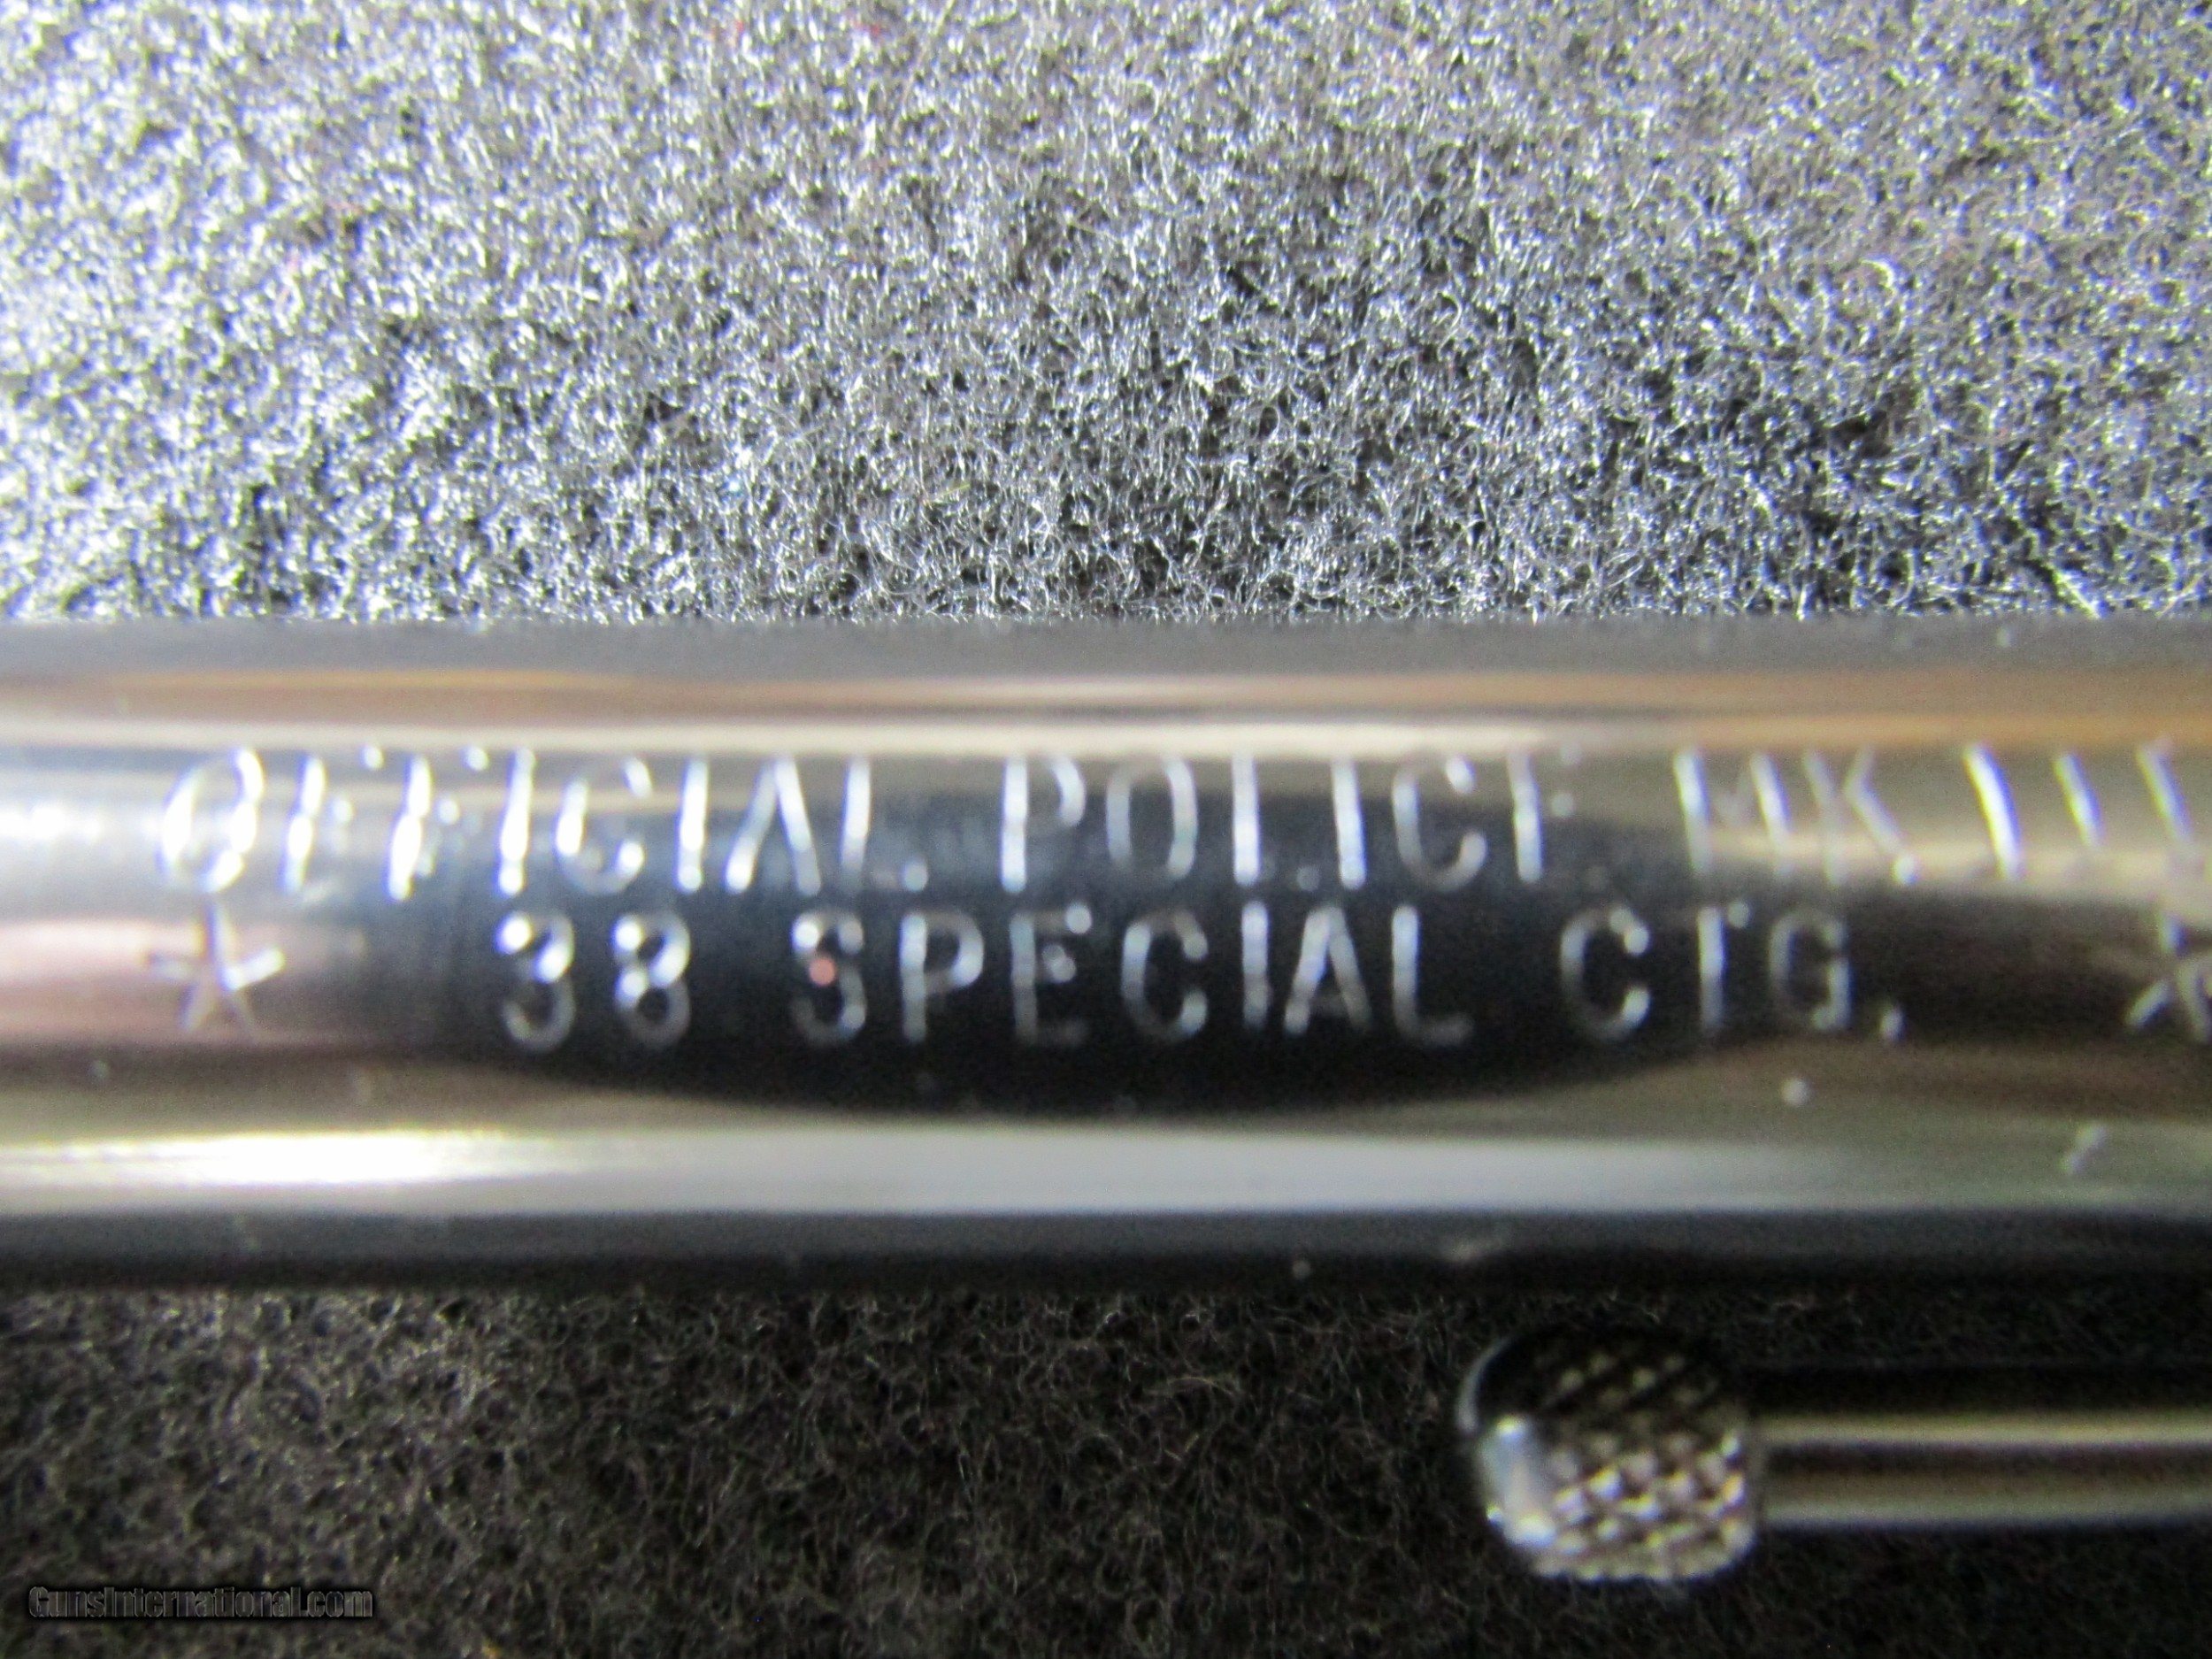 OFFICIAL POLICE MK III
* 38 SPECIAL CTG. *
GunsInternational.com